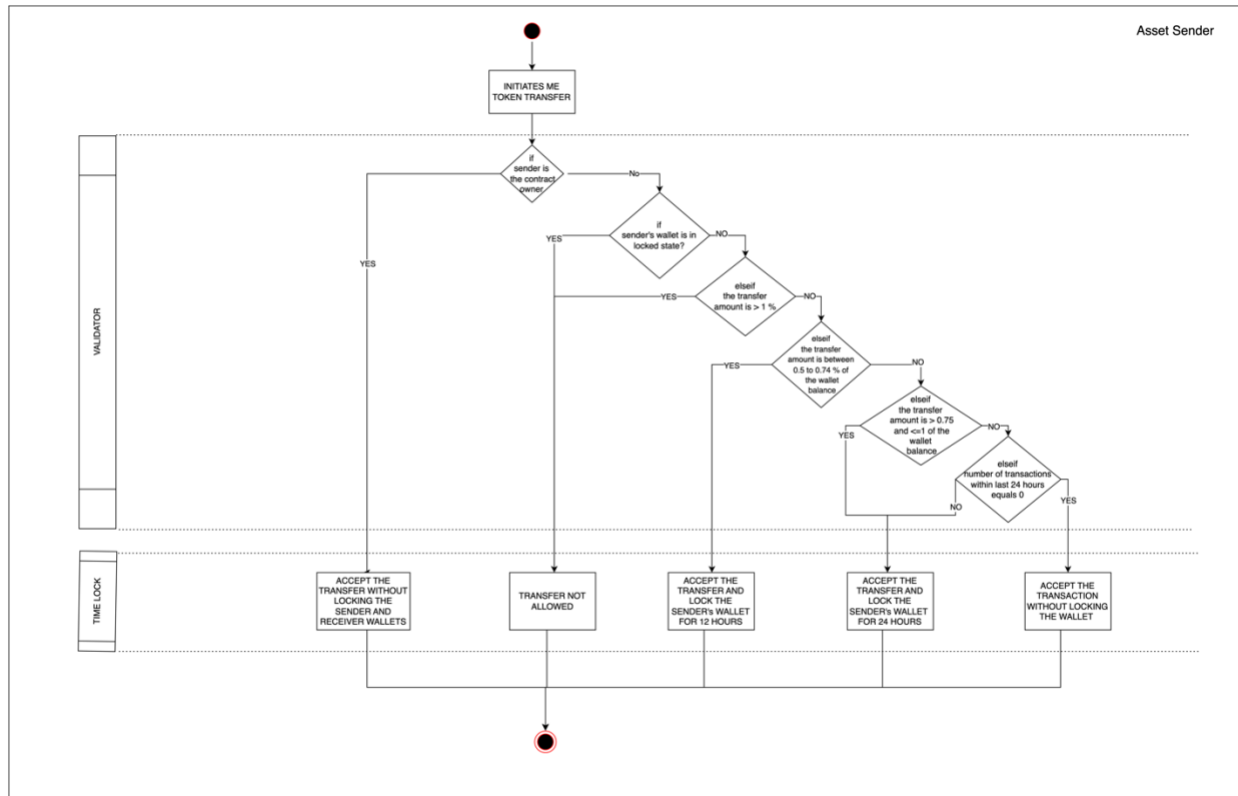 Asset Sender
INITIATES ME
TOKEN TRANSFER
if
sender is
the contract
owner
No
YES
if
sender's wallet is in
locked state?
YES
NO
elseif
the transfer
amount is > 1 %
YES
NO
elseif
the transfer
amount is between
0.5 to 0.74 % of
the wallet
balance
YES
NO
elseif
the transfer
amount is > 0.75
and <=1 of the
wallet
balance
YES
NO
elseif
number of transactions
within last 24 hours
equals 0
NO
YES
VALIDATOR
TIME LOCK
ACCEPT THE
TRANSFER WITHOUT
LOCKING THE
SENDER AND
RECEIVER WALLETS
TRANSFER NOT
ALLOWED
ACCEPT THE
TRANSFER AND
LOCK THE
SENDER's WALLET
FOR 12 HOURS
ACCEPT THE
TRANSFER AND
LOCK THE
SENDER's WALLET
FOR 24 HOURS
ACCEPT THE
TRANSACTION
WITHOUT LOCKING
THE WALLET